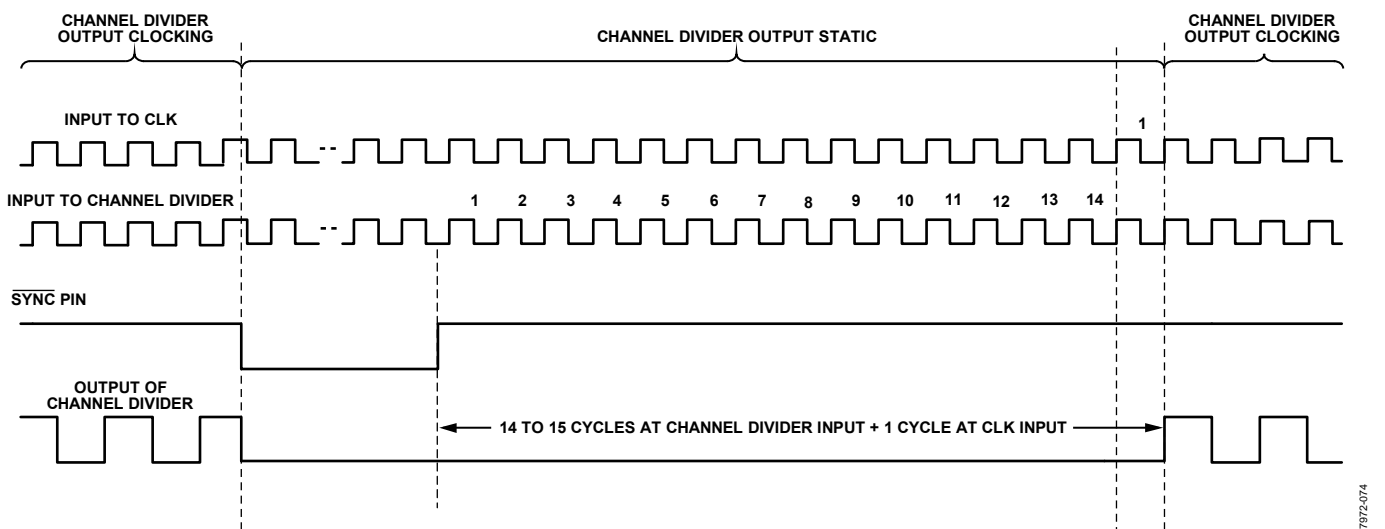 CHANNEL DIVIDER
OUTPUT CLOCKING
CHANNEL DIVIDER OUTPUT STATIC
CHANNEL DIVIDER
OUTPUT CLOCKING
INPUT TO CLK
1
INPUT TO CHANNEL DIVIDER
1 2 3 4 5 6 7 8 9 10 11 12 13 14
SYNC PIN
OUTPUT OF
CHANNEL DIVIDER
14 TO 15 CYCLES AT CHANNEL DIVIDER INPUT + 1 CYCLE AT CLK INPUT
7972-074